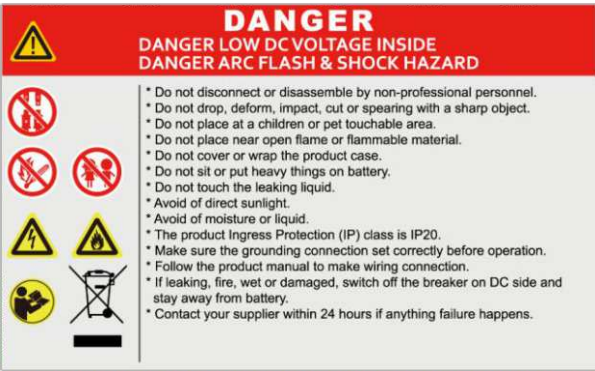 DANGER
DANGER LOW DC VOLTAGE INSIDE
DANGER ARC FLASH & SHOCK HAZARD
* Do not disconnect or disassemble by non-professional personnel.
* Do not drop, deform, impact, cut or spearing with a sharp object.
* Do not place at a children or pet touchable area.
* Do not place near open flame or flammable material.
* Do not cover or wrap the product case.
* Do not sit or put heavy things on battery.
* Do not touch the leaking liquid.
* Avoid of direct sunlight.
* Avoid of moisture or liquid.
* The product Ingress Protection (IP) class is IP20.
* Make sure the grounding connection set correctly before operation.
* Follow the product manual to make wiring connection.
* If leaking, fire, wet or damaged, switch off the breaker on DC side and
stay away from battery.
* Contact your supplier within 24 hours if anything failure happens.